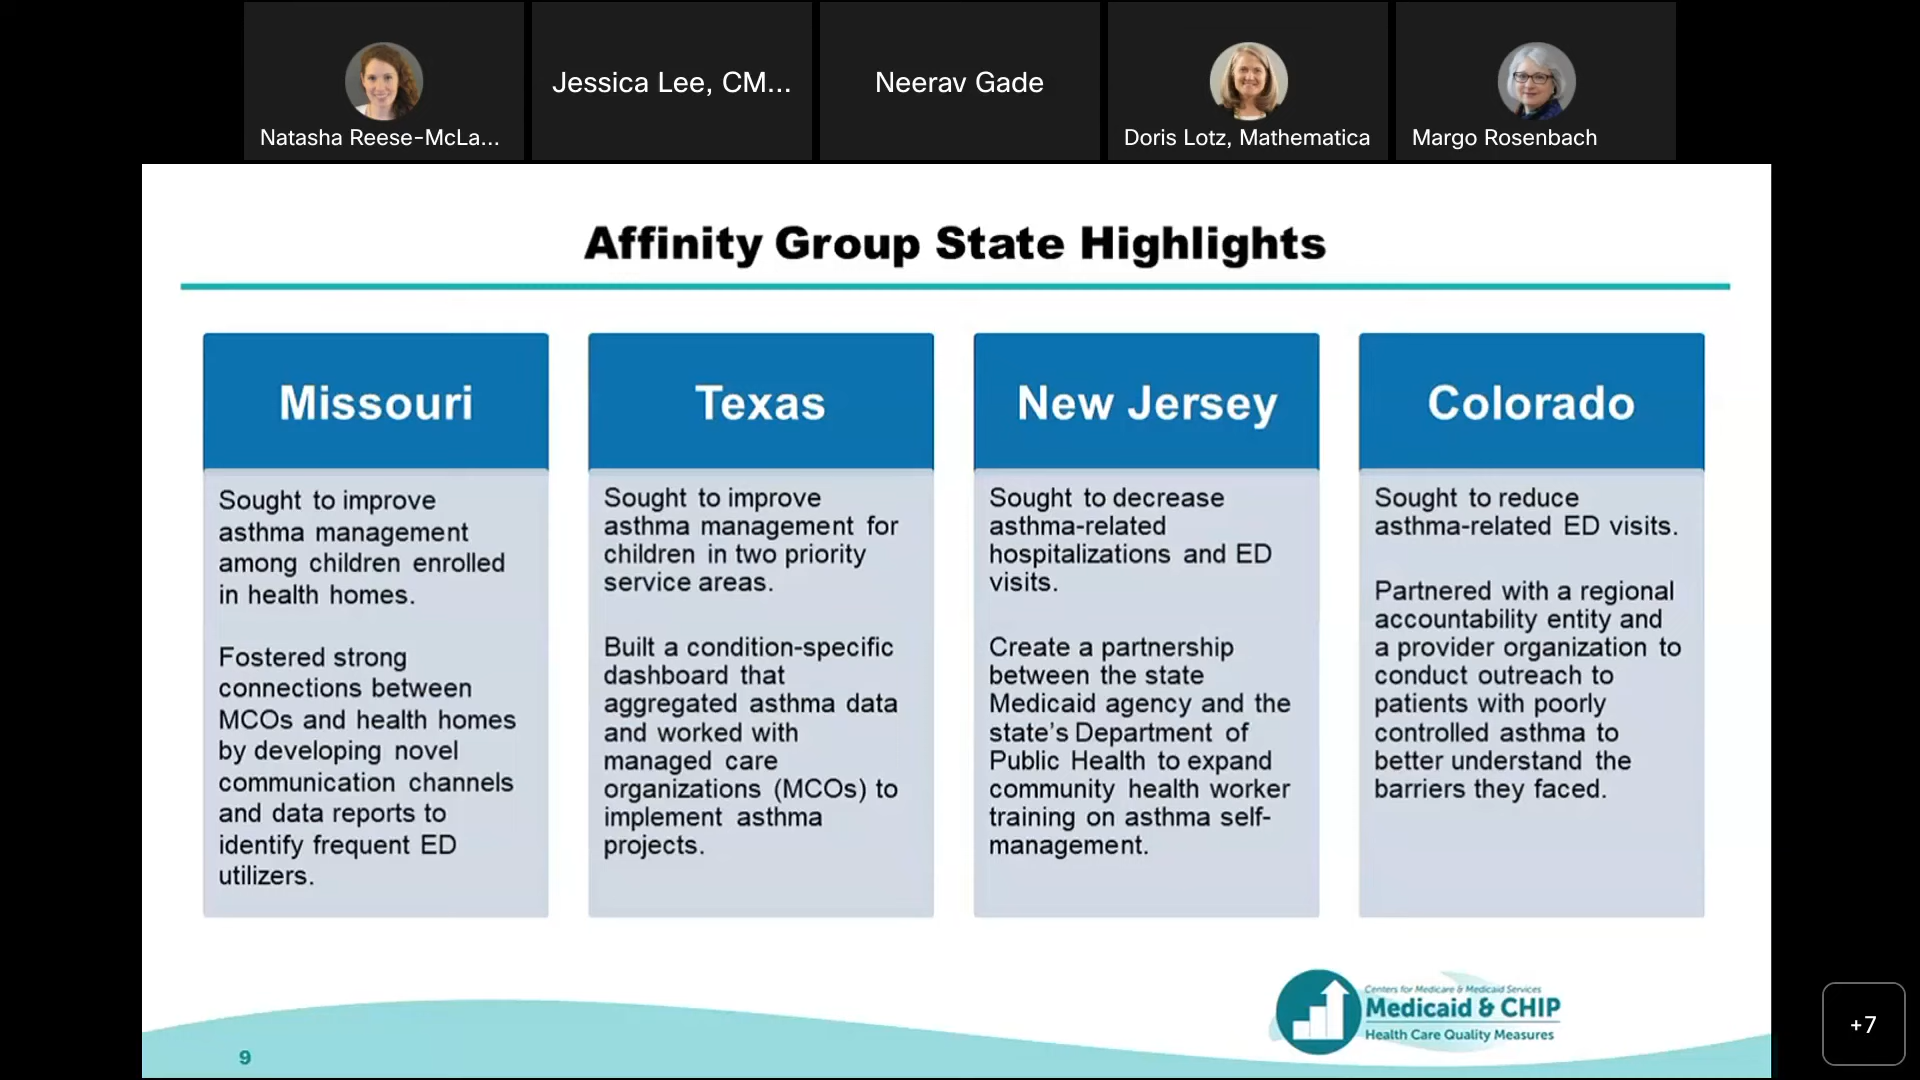 Natasha Reese-McLa...
Jessica Lee, CM...
Neerav Gade
Doris Lotz, Mathematica
Margo Rosenbach
Affinity Group State Highlights
Missouri
Sought to improve
asthma management
among children enrolled
in health homes.
Fostered strong
connections between
MCOs and health homes
by developing novel
communication channels
and data reports to
identify frequent ED
utilizers.
Texas
Sought to improve
asthma management for
children in two priority
service areas.
Built a condition-specific
dashboard that
aggregated asthma data
and worked with
managed care
organizations (MCOs) to
implement asthma
projects.
New Jersey
Sought to decrease
asthma-related
hospitalizations and ED
visits.
Create a partnership
between the state
Medicaid agency and the
state’s Department of
Public Health to expand
community health worker
training on asthma self-
management.
Colorado
Sought to reduce
asthma-related ED visits.
Partnered with a regional
accountability entity and
a provider organization to
conduct outreach to
patients with poorly
controlled asthma to
better understand the
barriers they faced.
Centers for Medicare & Medicaid Services
Medicaid & CHIP
Health Care Quality Measures
9
+7